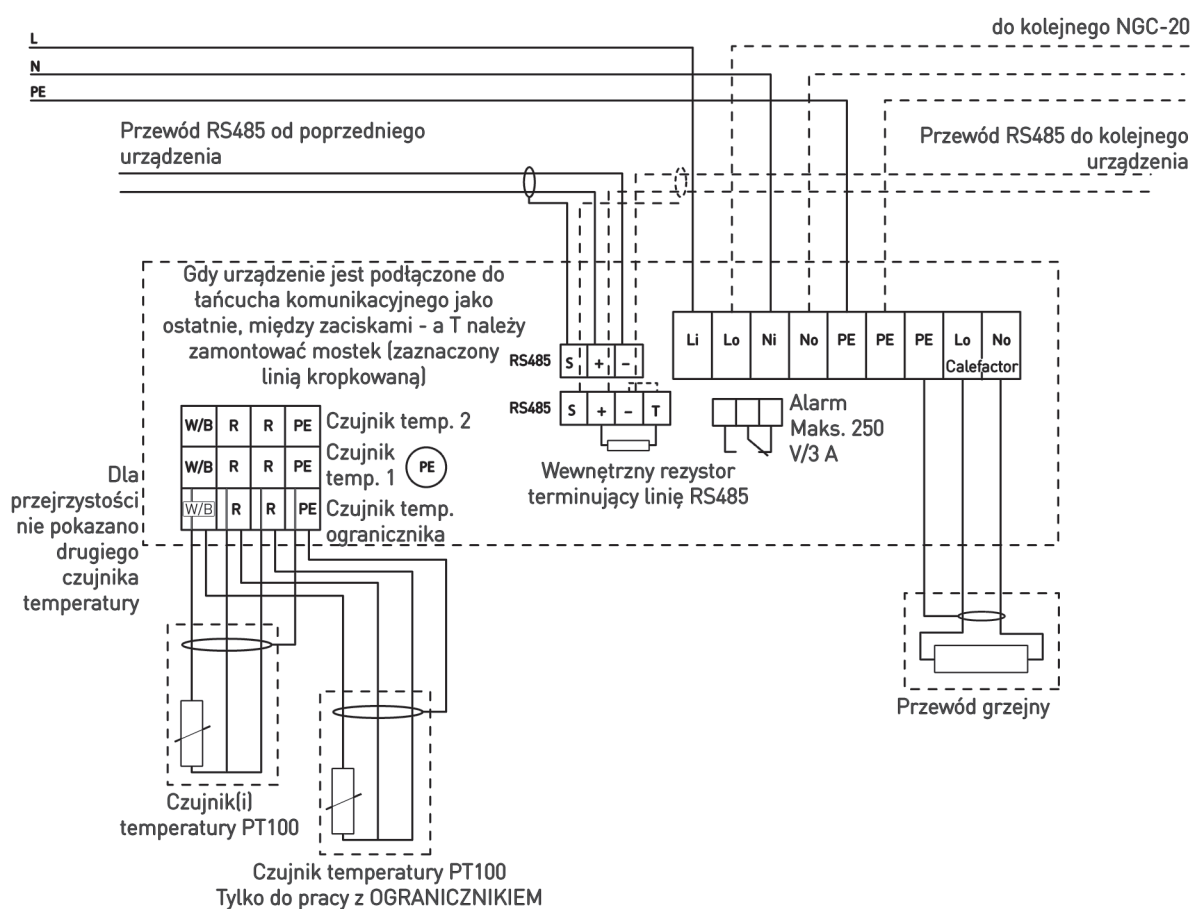 do kolejnego NGC-20
L
N
PE
Przewód RS485 od poprzedniego
urządzenia
Przewód RS485 do kolejnego
urządzenia
Gdy urządzenie jest podłączone do
łańcucha komunikacyjnego jako
ostatnie, między zaciskami - a T należy
zamontować mostek (zaznaczony
linią kropkowaną)
RS485 S + –
RS485 S + – T
Li Lo Ni No PE PE PE Lo No
Calefactor
Alarm
Maks. 250
V/3 A
Wewnętrzny rezystor
terminujący linię RS485
W/B R R PE Czujnik temp. 2
W/B R R PE Czujnik
temp. 1 PE
W/B R R PE Czujnik temp.
ogranicznika
Dla
przejrzystości
nie pokazano
drugiego
czujnika
temperatury
Przewód grzejny
Czujnik(i)
temperatury PT100
Czujnik temperatury PT100
Tylko do pracy z OGRANICZNIKIEM